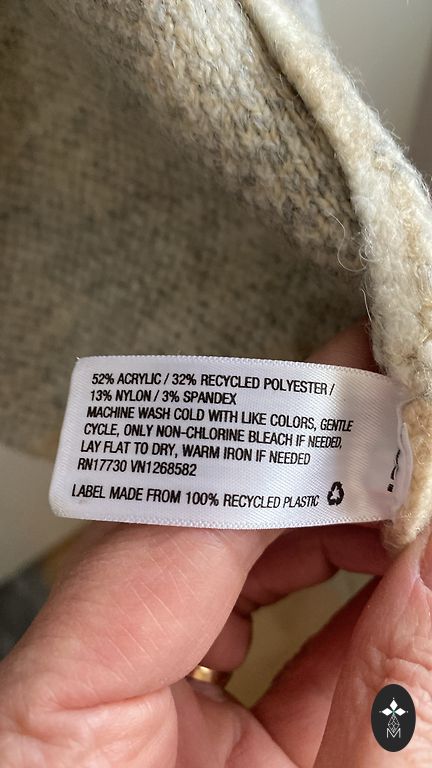 52% ACRYLIC / 32% RECYCLED POLYESTER /
13% NYLON / 3% SPANDEX
MACHINE WASH COLD WITH LIKE COLORS, GENTLE
CYCLE, ONLY NON-CHLORINE BLEACH IF NEEDED,
LAY FLAT TO DRY, WARM IRON IF NEEDED
RN17730 VN1268582
LABEL MADE FROM 100% RECYCLED PLASTIC
M